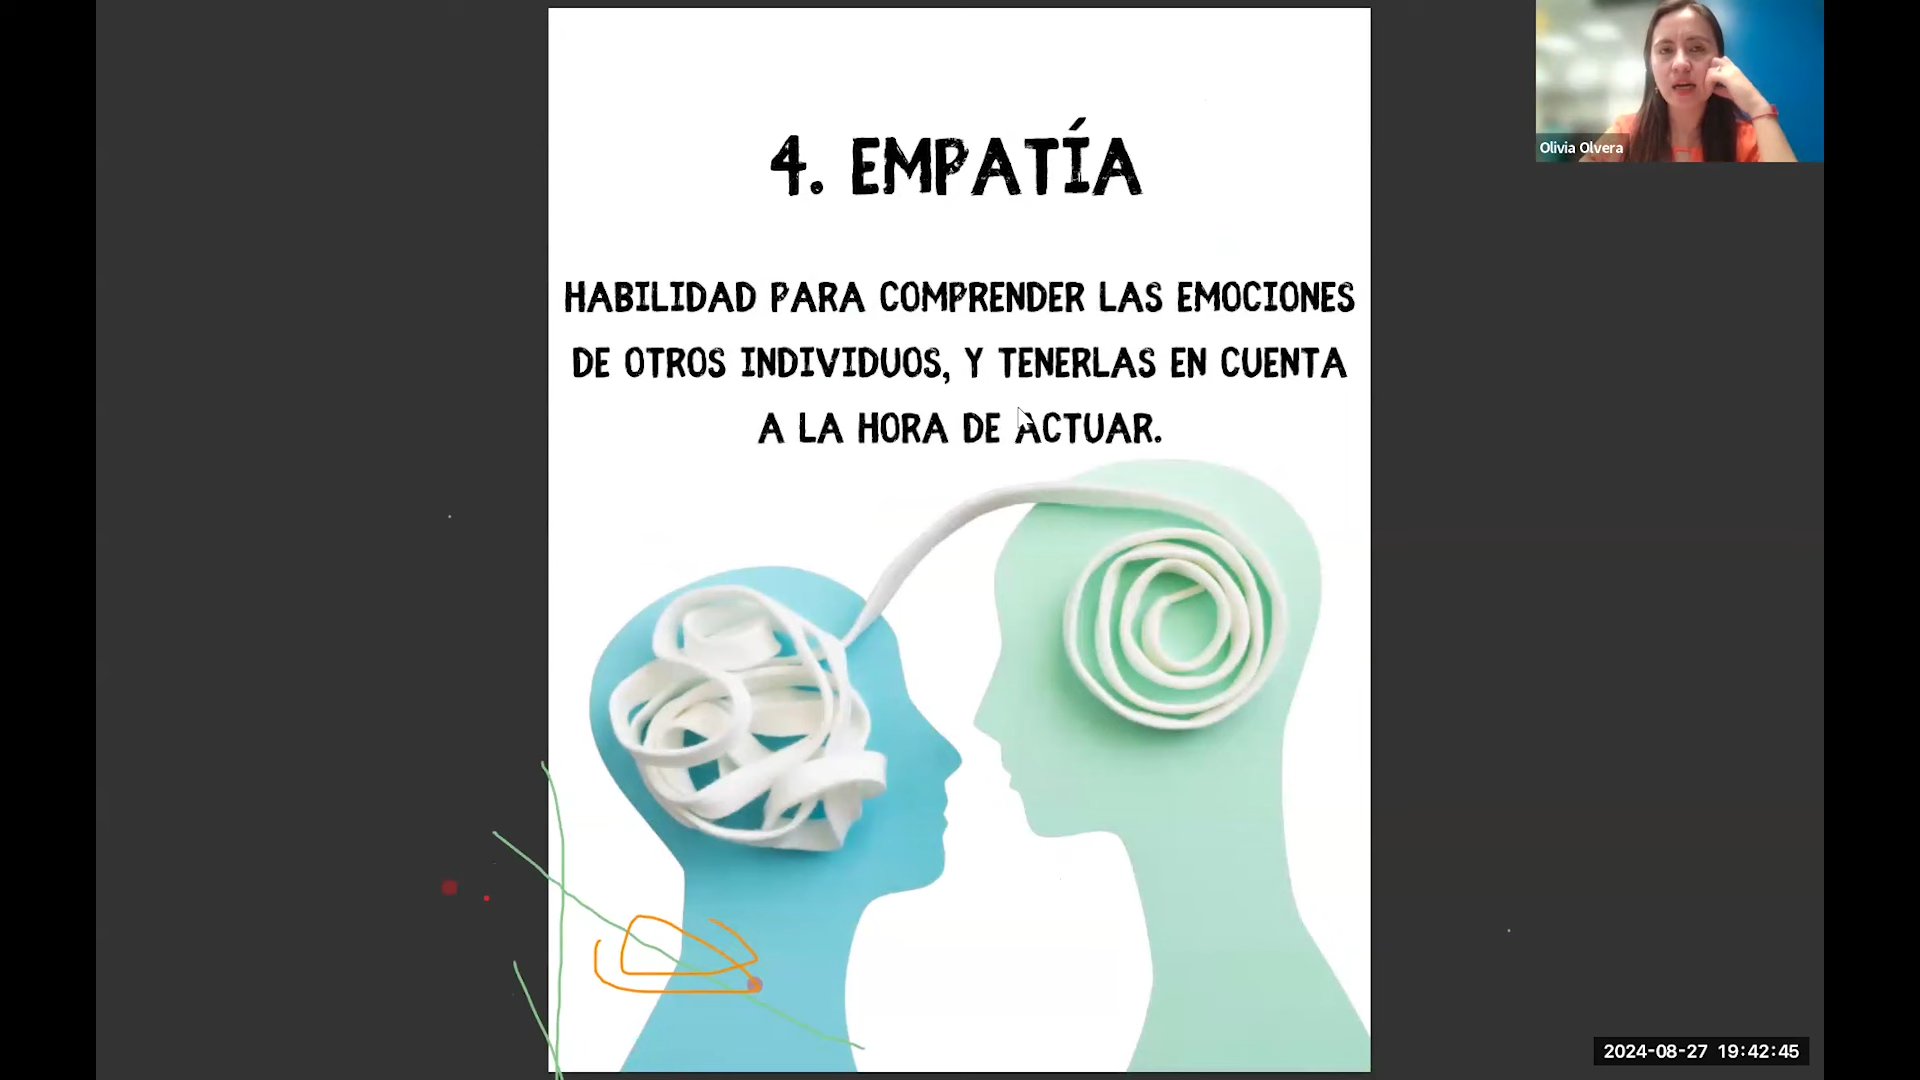 4. EMPATÍA
HABILIDAD PARA COMPRENDER LAS EMOCIONES
DE OTROS INDIVIDUOS, Y TENERLAS EN CUENTA
A LA HORA DE ACTUAR.
Olivia Olvera
2024-08-27 19:42:45